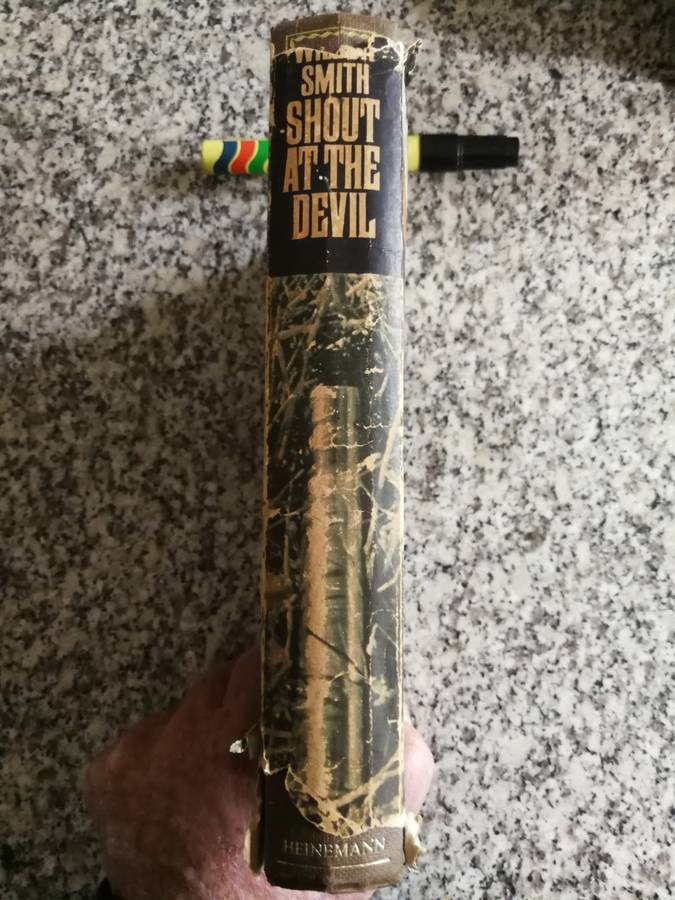 SMITH
SHOUT
AT THE
DEVIL
HEINEMANN